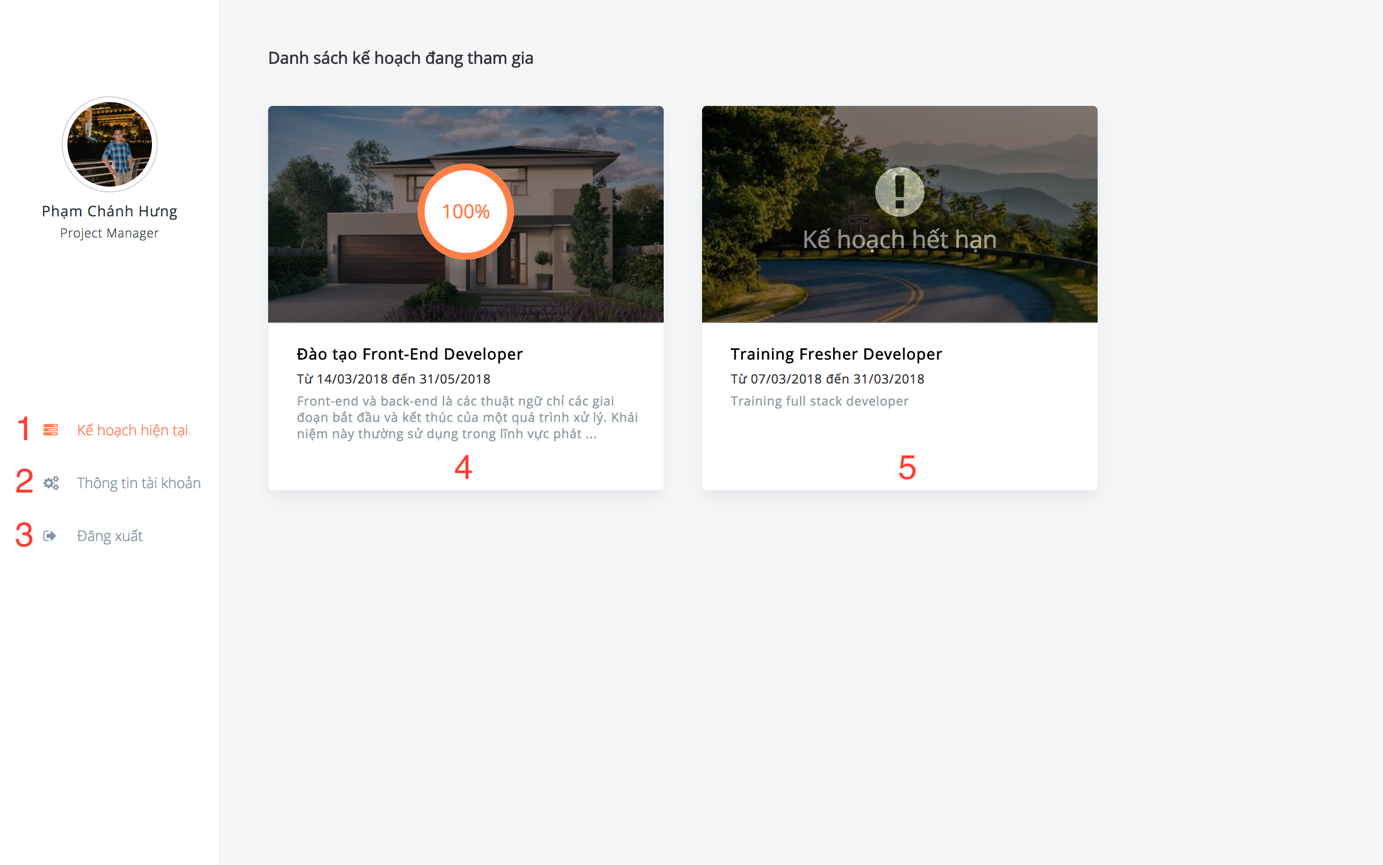 Phạm Chánh Hưng
Project Manager
1 Kế hoạch hiện tại
2 Thông tin tài khoản
3 Đăng xuất
Danh sách kế hoạch đang tham gia
100%
Đào tạo Front-End Developer
Từ 14/03/2018 đến 31/05/2018
Front-end và back-end là các thuật ngữ chỉ các giai
đoạn bắt đầu và kết thúc của một quá trình xử lý. Khái
niệm này thường sử dụng trong lĩnh vực phát ...
4
Kế hoạch hết hạn
Training Fresher Developer
Từ 07/03/2018 đến 31/03/2018
Training full stack developer
5